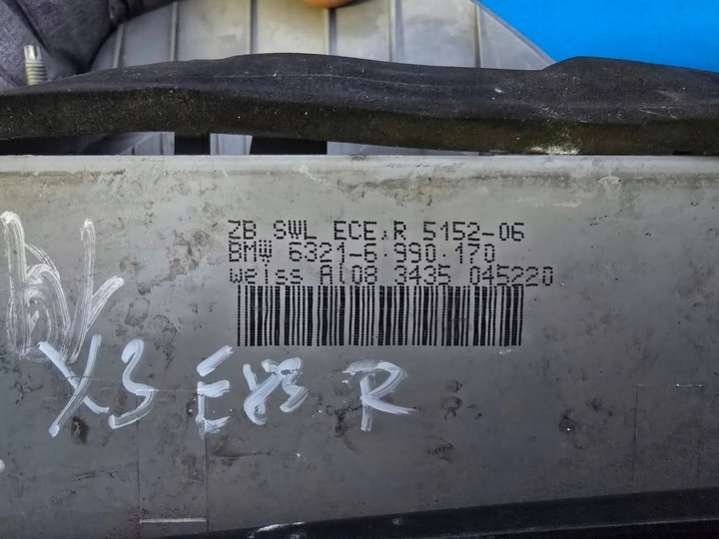 ZB SWL ECE R 5152-06
BMW 6321-6 990.170
weiss Al08 3435 045220
X3 E83 R